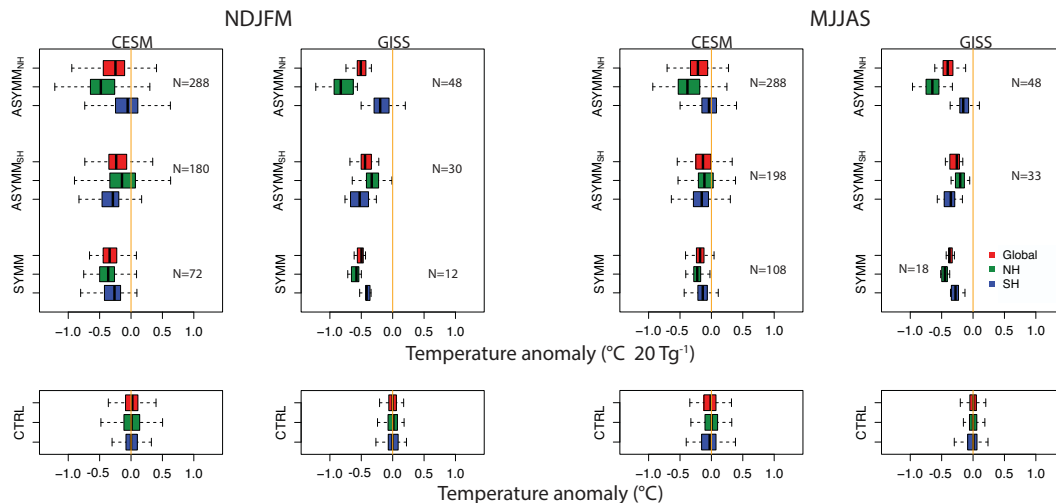 NDJFM MJJAS
CESM GISS CESM GISS
ASYMM_NH N=288 ASYMM_NH N=48 ASYMM_NH N=288 ASYMM_NH N=48
ASYMM_SH N=180 ASYMM_SH N=30 ASYMM_SH N=198 ASYMM_SH N=33
Global
SYMM N=72 SYMM N=12 SYMM N=108 SYMM N=18 NH
SH
−1.0 −0.5 0.0 0.5 1.0 −1.0 −0.5 0.0 0.5 1.0 −1.0 −0.5 0.0 0.5 1.0 −1.0 −0.5 0.0 0.5 1.0
Temperature anomaly (°C 20 Tg⁻¹)
CTRL CTRL CTRL CTRL
-1.0 -0.5 0.0 0.5 1.0 -1.0 -0.5 0.0 0.5 1.0 -1.0 -0.5 0.0 0.5 1.0 -1.0 -0.5 0.0 0.5 1.0
Temperature anomaly (°C)